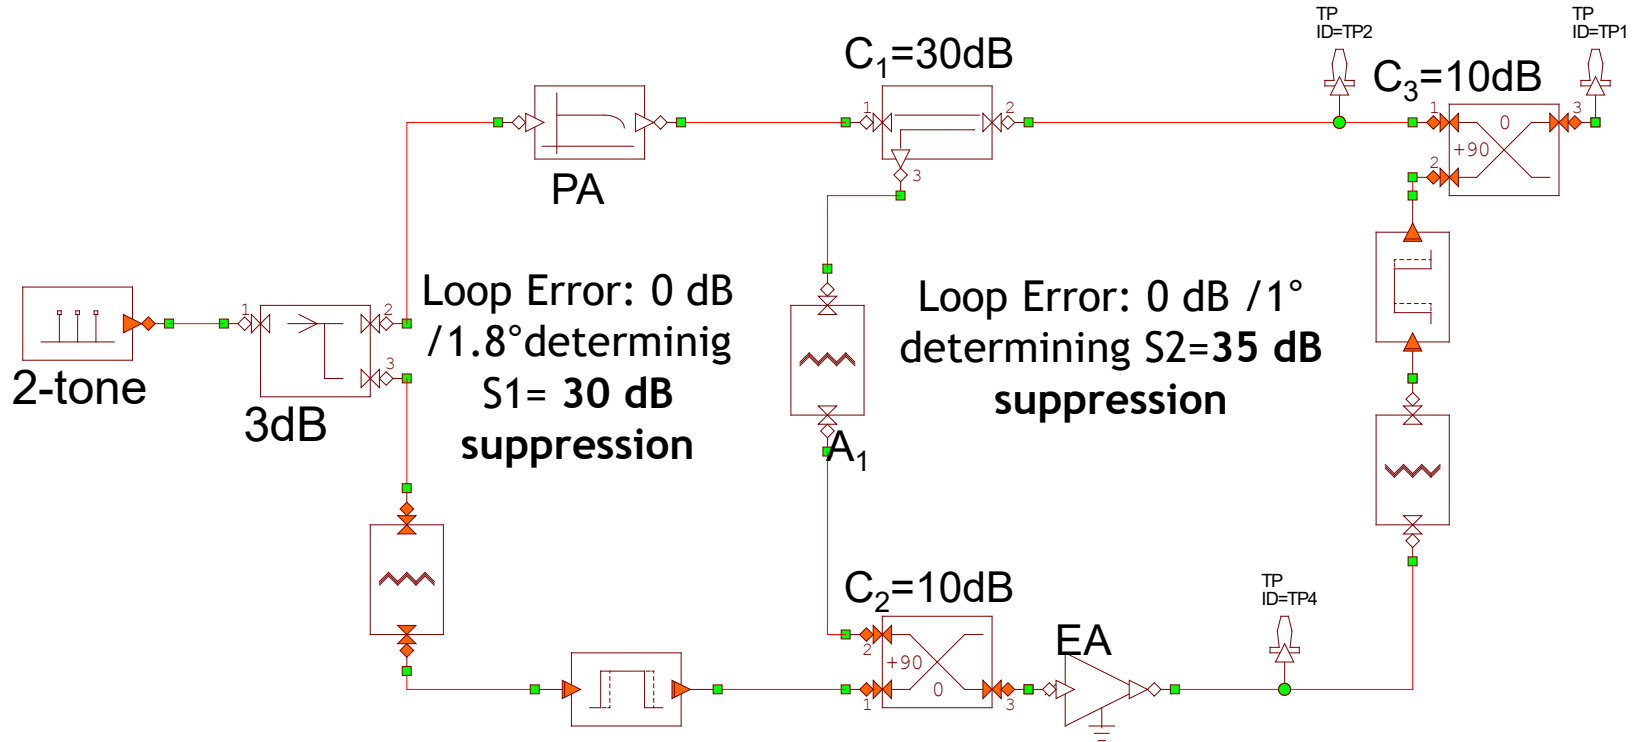 TP
ID=TP2
TP
ID=TP1
C1=30dB
C3=10dB
1
2
3
1
0
3
+90
2
PA
Loop Error: 0 dB
/1.8°determinig
S1= 30 dB
suppression
Loop Error: 0 dB /1°
determining S2=35 dB
suppression
1
2
3
2-tone
3dB
A1
C2=10dB
TP
ID=TP4
EA
2
+90
0
1
3